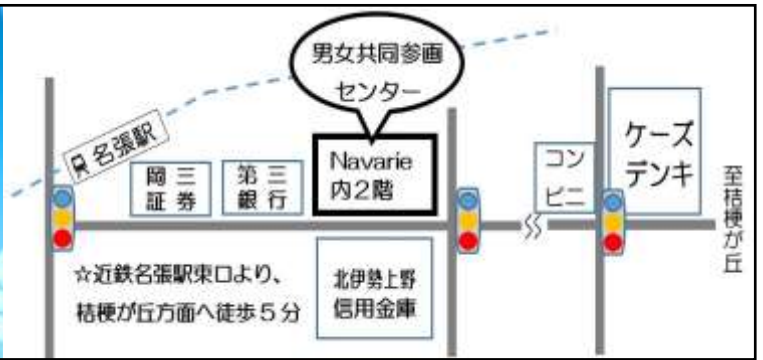 男女共同参画
センター
名張駅
岡三
証券
第三
銀行
Navarie
内2階
コン
ビニ
ケーズ
デンキ
至桔梗が丘
☆近鉄名張駅東口より、
桔梗が丘方面へ徒歩5分
北伊勢上野
信用金庫